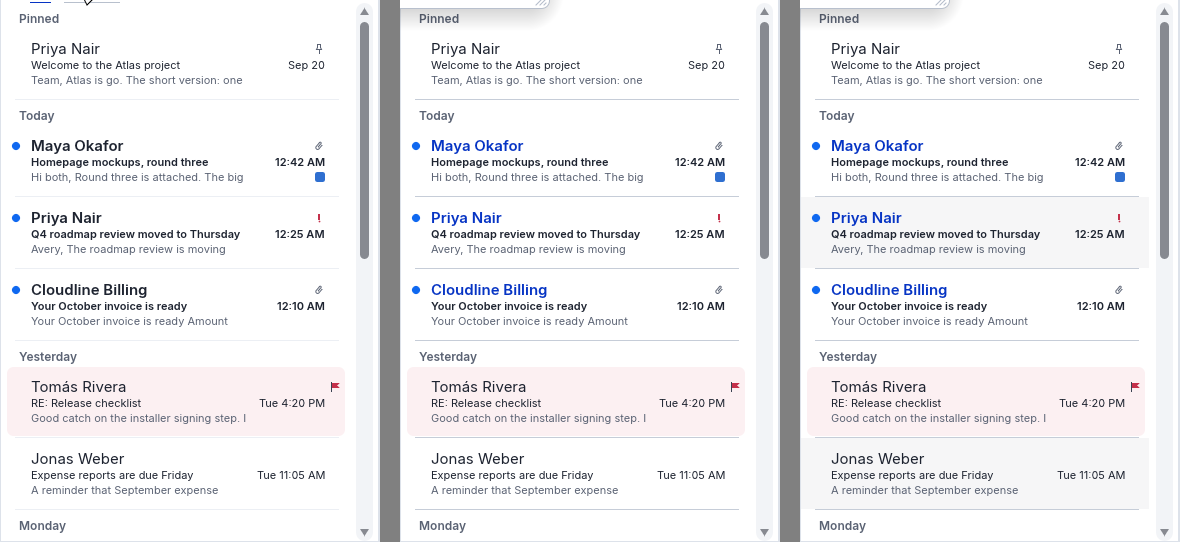 Pinned
Priya Nair
Welcome to the Atlas project
Sep 20
Team, Atlas is go. The short version: one
Today
Maya Okafor
Homepage mockups, round three
12:42 AM
Hi both, Round three is attached. The big
Priya Nair
Q4 roadmap review moved to Thursday
12:25 AM
Avery, The roadmap review is moving
Cloudline Billing
Your October invoice is ready
12:10 AM
Your October invoice is ready Amount
Yesterday
Tomás Rivera
RE: Release checklist
Tue 4:20 PM
Good catch on the installer signing step. I
Jonas Weber
Expense reports are due Friday
Tue 11:05 AM
A reminder that September expense
Monday
Pinned
Priya Nair
Welcome to the Atlas project
Sep 20
Team, Atlas is go. The short version: one
Today
Maya Okafor
Homepage mockups, round three
12:42 AM
Hi both, Round three is attached. The big
Priya Nair
Q4 roadmap review moved to Thursday
12:25 AM
Avery, The roadmap review is moving
Cloudline Billing
Your October invoice is ready
12:10 AM
Your October invoice is ready Amount
Yesterday
Tomás Rivera
RE: Release checklist
Tue 4:20 PM
Good catch on the installer signing step. I
Jonas Weber
Expense reports are due Friday
Tue 11:05 AM
A reminder that September expense
Monday
Pinned
Priya Nair
Welcome to the Atlas project
Sep 20
Team, Atlas is go. The short version: one
Today
Maya Okafor
Homepage mockups, round three
12:42 AM
Hi both, Round three is attached. The big
Priya Nair
Q4 roadmap review moved to Thursday
12:25 AM
Avery, The roadmap review is moving
Cloudline Billing
Your October invoice is ready
12:10 AM
Your October invoice is ready Amount
Yesterday
Tomás Rivera
RE: Release checklist
Tue 4:20 PM
Good catch on the installer signing step. I
Jonas Weber
Expense reports are due Friday
Tue 11:05 AM
A reminder that September expense
Monday